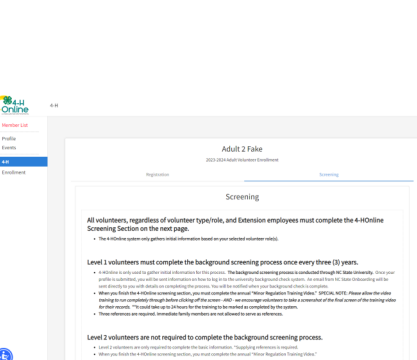 4-H
Online
4-H
Member List
Profile
Events
4-H
Enrollment
Adult 2 Fake
2023-2024 Adult Volunteer Enrollment
Registration
Screening
Screening
All volunteers, regardless of volunteer type/role, and Extension employees must complete the 4-HOnline
Screening Section on the next page.
• The 4-HOnline system only gathers initial information based on your selected volunteer role(s).
Level 1 volunteers must complete the background screening process once every three (3) years.
• 4-HOnline is only used to gather initial information for this process. The background screening process is conducted through NC State University. Once your
profile is submitted, you will be sent information on how to log in to the university background check system. An email from NC State Onboarding will be
sent directly to you with details on completing the process. You will be notified when your background check is complete.
• When you finish the 4-HOnline screening section, you must complete the annual "Minor Regulation Training Video." SPECIAL NOTE: Please allow the video
training to run completely through before clicking off the screen - AND - we encourage volunteers to take a screenshot of the final screen of the training video
for their records. **It could take up to 24 hours for the training to be marked as completed by the system.
• Three references are required. Immediate family members are not allowed to serve as references.
Level 2 volunteers are not required to complete the background screening process.
• Level 2 volunteers are only required to complete the basic information. *Supplying references is required.
• When you finish the 4-HOnline screening section, you must complete the annual "Minor Regulation Training Video."